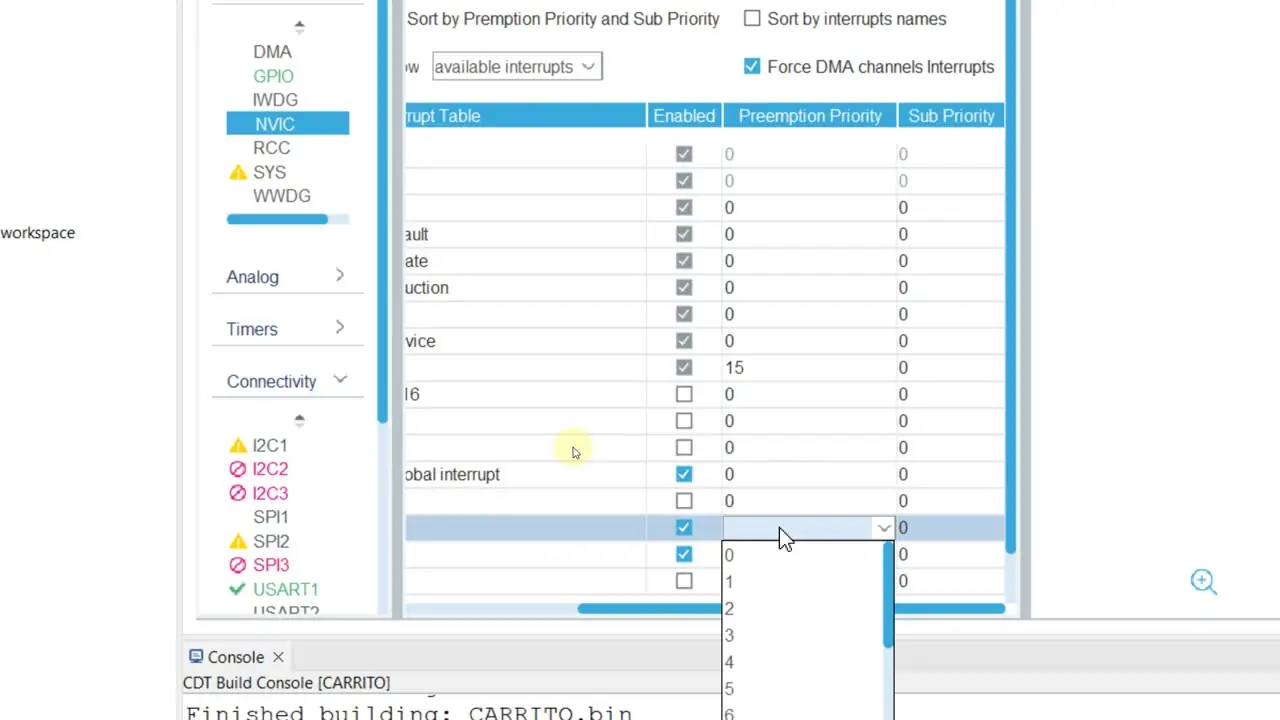 Sort by Premption Priority and Sub Priority
Sort by interrupts names
DMA
GPIO
IWDG
NVIC
RCC
SYS
WWDG
Analog
Timers
Connectivity
I2C1
I2C2
I2C3
SPI1
SPI2
SPI3
USART1
USART2
workspace
available interrupts
Force DMA channels Interrupts
rrupt Table Enabled Preemption Priority Sub Priority
0 0
0 0
0 0
ault 0 0
ate 0 0
uction 0 0
0 0
vice 0 0
15 0
16 0 0
0 0
0 0
obal interrupt 0 0
0 0
0
0
0
0
1
2
3
4
5
6
Console
CDT Build Console [CARRITO]
Finished building: CARRITO.bin